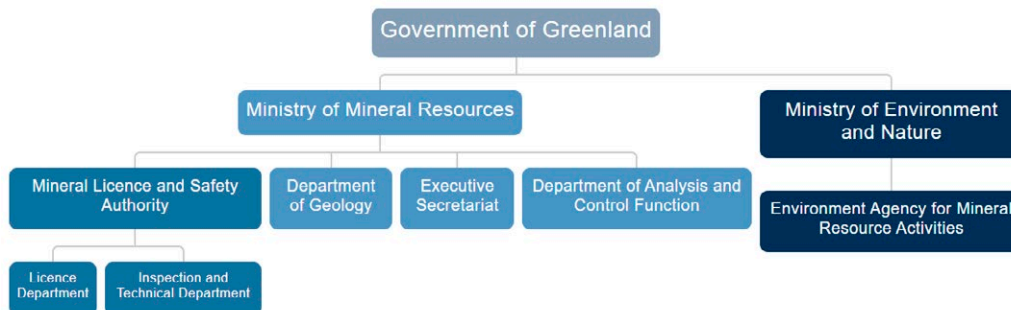 Government of Greenland
Ministry of Mineral Resources
Ministry of Environment
and Nature
Mineral Licence and Safety
Authority
Department
of Geology
Executive
Secretariat
Department of Analysis and
Control Function
Environment Agency for Mineral
Resource Activities
Licence
Department
Inspection and
Technical Department